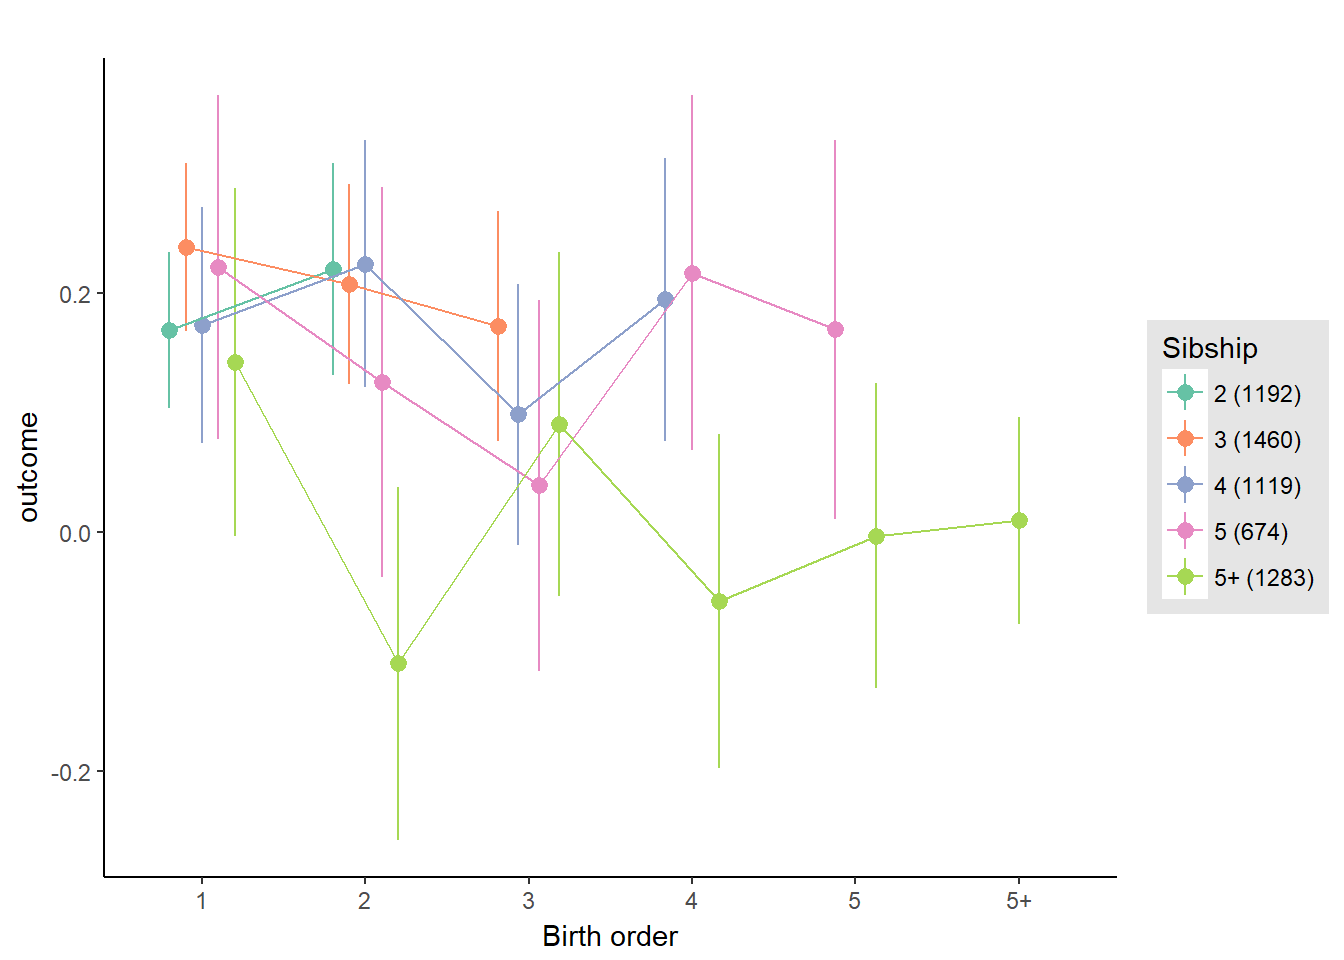 outcome
0.2
0.0
-0.2
1 2 3 4 5 5+
Birth order
Sibship
2 (1192)
3 (1460)
4 (1119)
5 (674)
5+ (1283)